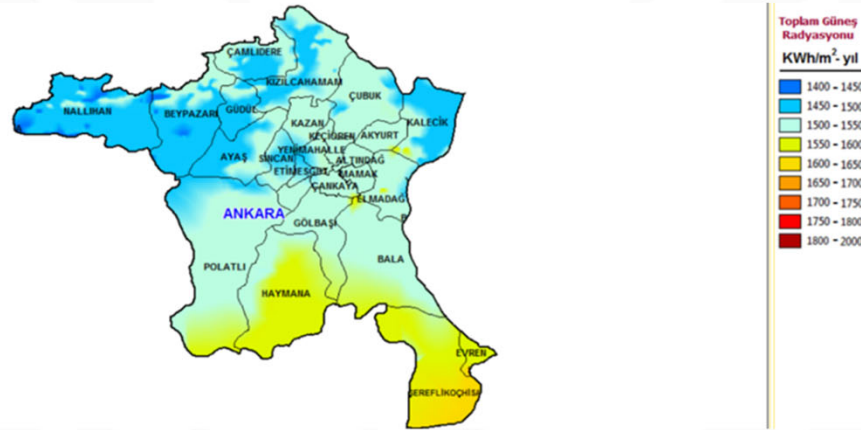 ÇAMLIDERE
KIZILCAHAMAM
ÇUBUK
NALLIHAN
BEYPAZARI
GÜDÜL
KAZAN
KALECİK
KEÇİÖREN
AKYURT
YENİMAHALLE
AYAŞ
SİNCAN
ALTINDAĞ
ETİMESGUT
MAMAK
ÇANKAYA
ELMADAĞ
ANKARA
GÖLBAŞI
B
POLATLI
BALA
HAYMANA
EVREN
ŞEREFLİKOÇHİSA
Toplam Güneş
Radyasyonu
KWh/m²- yıl
1400 - 1450
1450 - 1500
1500 - 1550
1550 - 1600
1600 - 1650
1650 - 1700
1700 - 1750
1750 - 1800
1800 - 2000